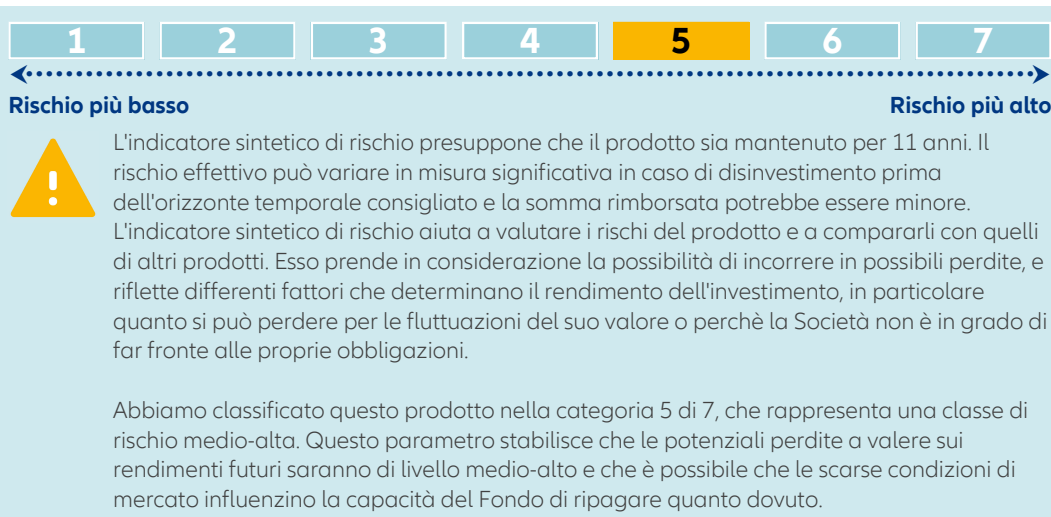 1 2 3 4 5 6 7
Rischio più basso Rischio più alto
L'indicatore sintetico di rischio presuppone che il prodotto sia mantenuto per 11 anni. Il
rischio effettivo può variare in misura significativa in caso di disinvestimento prima
dell'orizzonte temporale consigliato e la somma rimborsata potrebbe essere minore.
L'indicatore sintetico di rischio aiuta a valutare i rischi del prodotto e a compararli con quelli
di altri prodotti. Esso prende in considerazione la possibilità di incorrere in possibili perdite, e
riflette differenti fattori che determinano il rendimento dell'investimento, in particolare
quanto si può perdere per le fluttuazioni del suo valore o perchè la Società non è in grado di
far fronte alle proprie obbligazioni.
Abbiamo classificato questo prodotto nella categoria 5 di 7, che rappresenta una classe di
rischio medio-alta. Questo parametro stabilisce che le potenziali perdite a valere sui
rendimenti futuri saranno di livello medio-alto e che è possibile che le scarse condizioni di
mercato influenzino la capacità del Fondo di ripagare quanto dovuto.